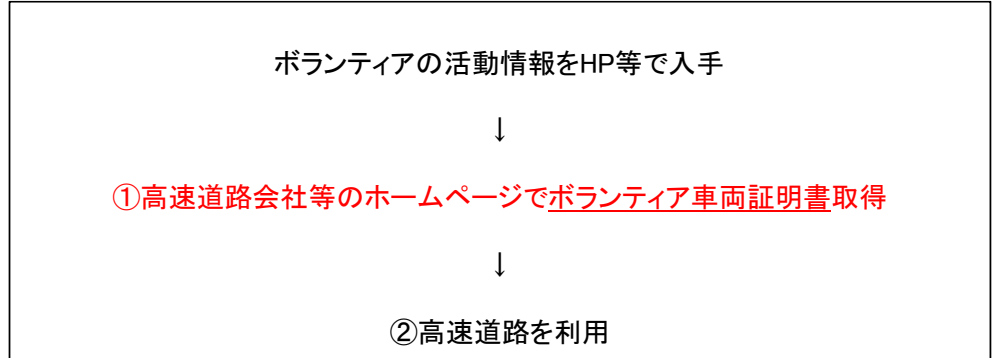 ボランティアの活動情報をHP等で入手
↓
①高速道路会社等のホームページでボランティア車両証明書取得
↓
②高速道路を利用